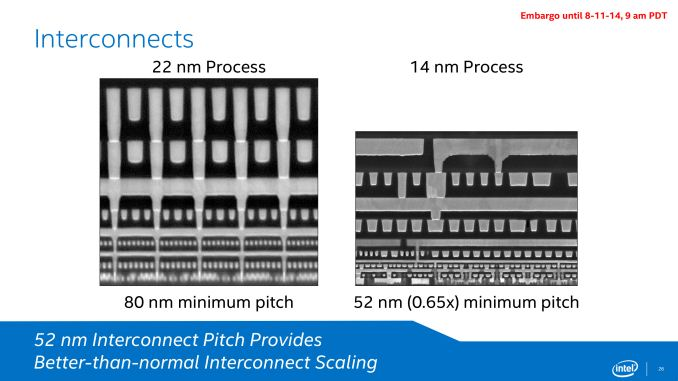 Embargo until 8-11-14, 9 am PDT
Interconnects
22 nm Process
14 nm Process
80 nm minimum pitch
52 nm (0.65x) minimum pitch
52 nm Interconnect Pitch Provides
Better-than-normal Interconnect Scaling
intel
26